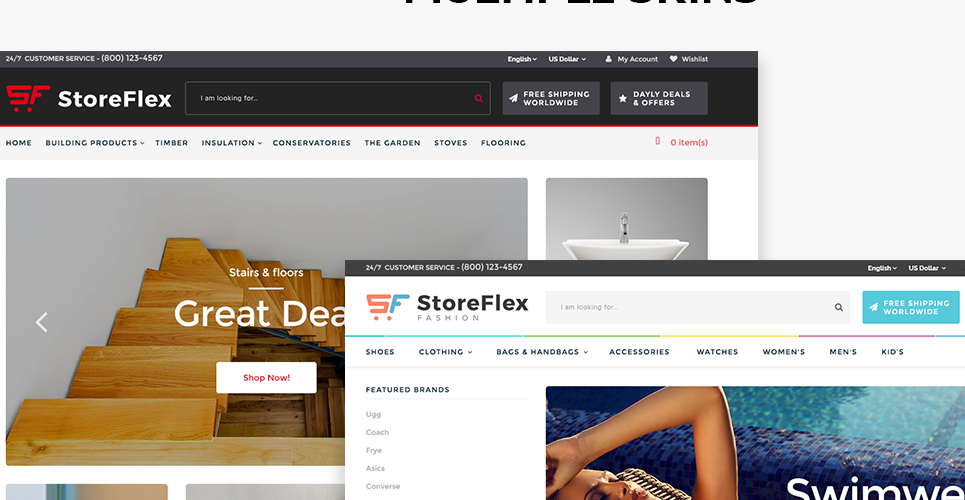 MULTIPLE SKINS
24/7 CUSTOMER SERVICE - (800) 123-4567
English
US Dollar
My Account
Wishlist
SF StoreFlex
I am looking for...
FREE SHIPPING
WORLDWIDE
DAYLY DEALS
& OFFERS
HOME BUILDING PRODUCTS TIMBER INSULATION CONSERVATORIES THE GARDEN STOVES FLOORING
0 item(s)
Stairs & floors
Great Dea
Shop Now!
24/7 CUSTOMER SERVICE - (800) 123-4567
English
US Dollar
SF StoreFlex
FASHION
I am looking for...
FREE SHIPPING
WORLDWIDE
SHOES CLOTHING BAGS & HANDBAGS ACCESSORIES WATCHES WOMEN'S MEN'S KID'S
FEATURED BRANDS
Ugg
Coach
Frye
Asics
Converse
Swimwe